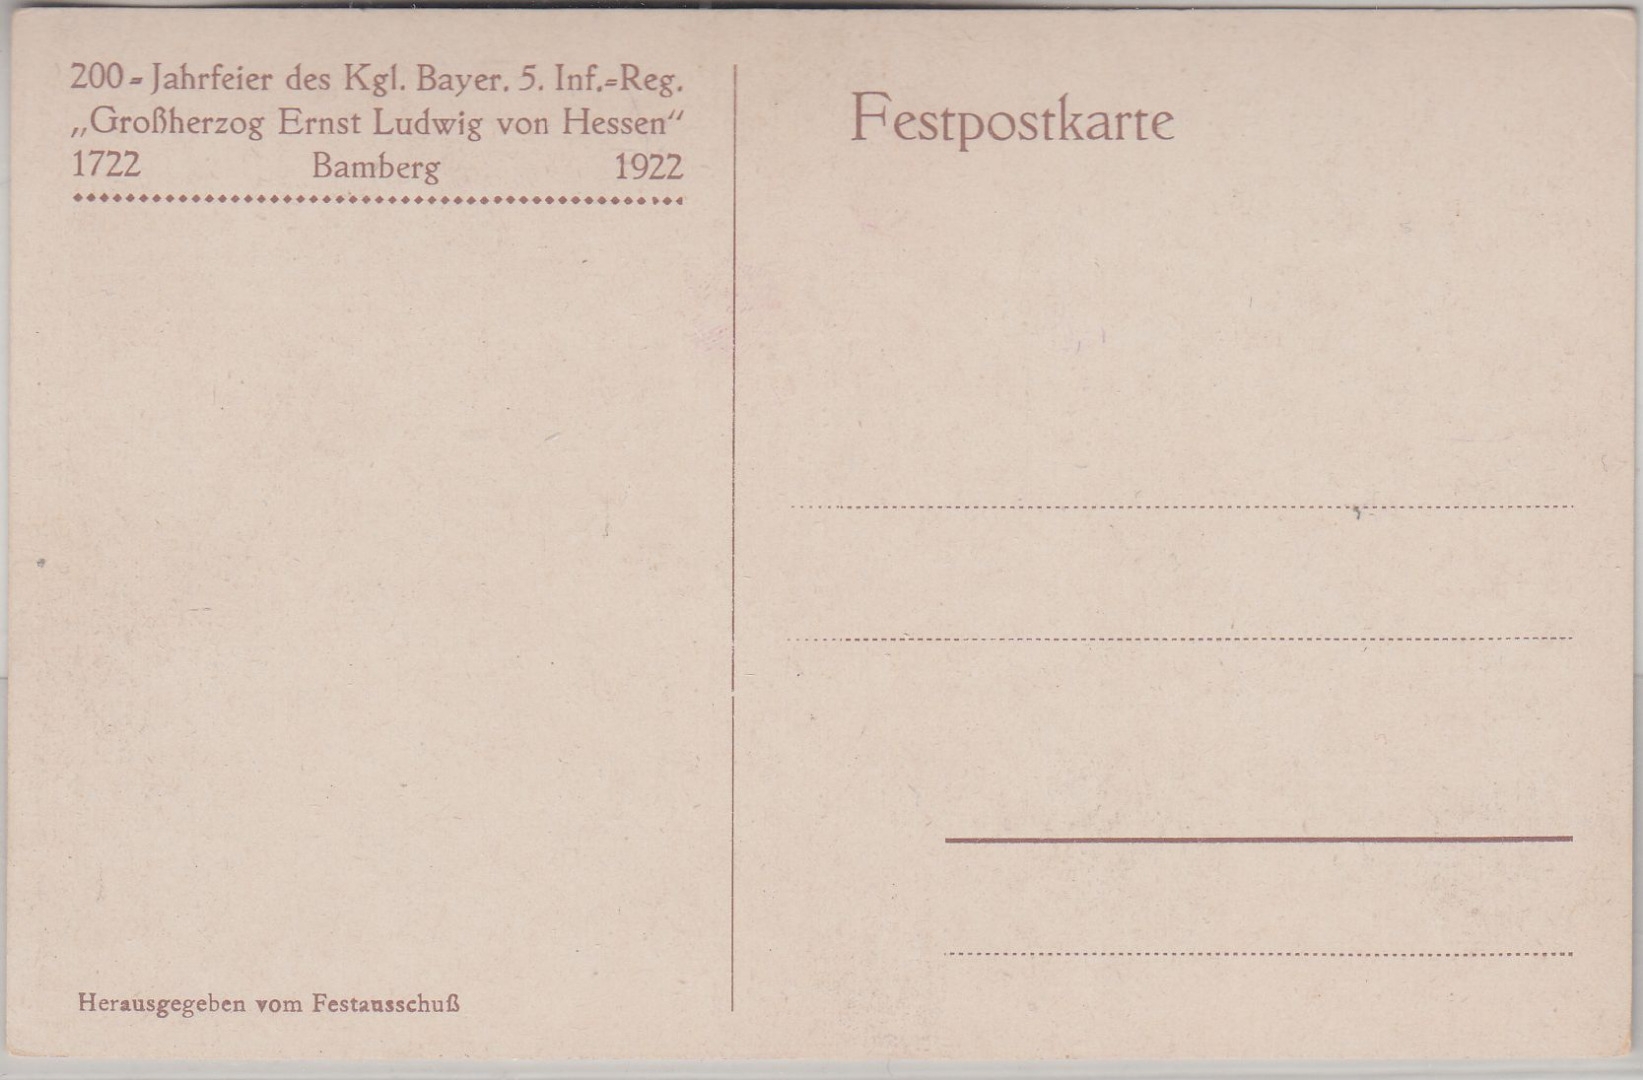 200-Jahrfeier des Kgl. Bayer. 5. Inf.-Reg.
„Großherzog Ernst Ludwig von Hessen“
1722 Bamberg 1922
Festpostkarte
Herausgegeben vom Festausschuß